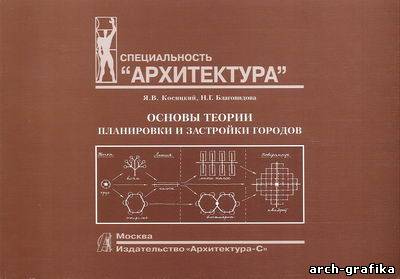 СПЕЦИАЛЬНОСТЬ
"АРХИТЕКТУРА"
Я.В. Косицкий, Н.Г. Благовидова
ОСНОВЫ ТЕОРИИ
ПЛАНИРОВКИ И ЗАСТРОЙКИ ГОРОДОВ
Москва
Издательство «Архитектура-С»
arch-grafika